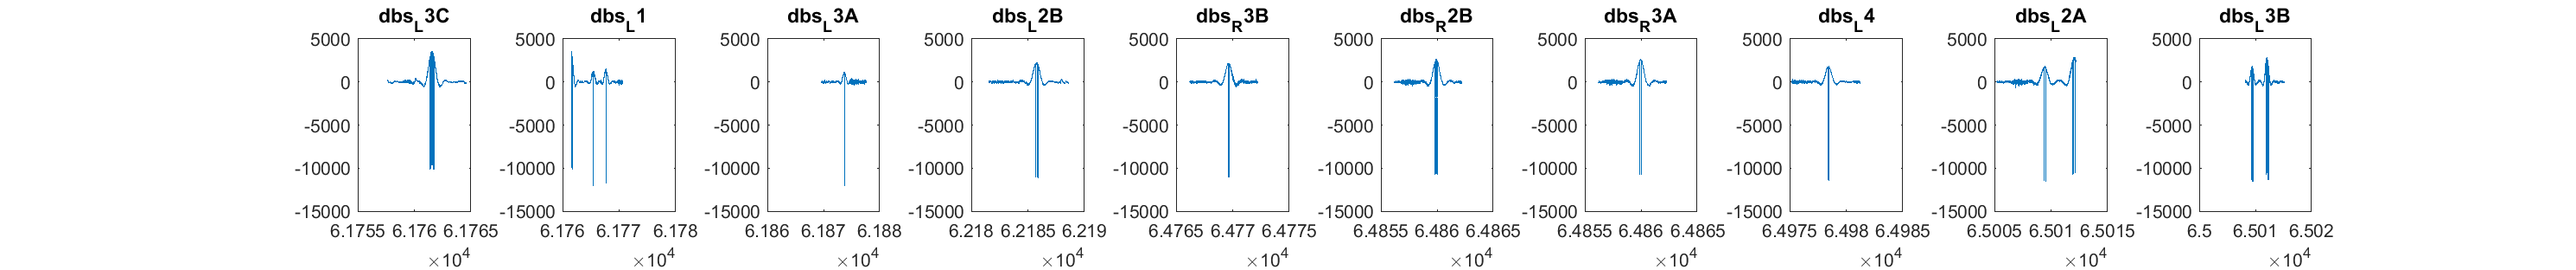 dbsL3C dbsL1 dbsL3A dbsL2B dbsR3B dbsR2B dbsR3A dbsL4 dbsL2A dbsL3B
5000 5000 5000 5000 5000 5000 5000 5000 5000 5000
0 0 0 0 0 0 0 0 0 0
-5000 -5000 -5000 -5000 -5000 -5000 -5000 -5000 -5000 -5000
-10000 -10000 -10000 -10000 -10000 -10000 -10000 -10000 -10000 -10000
-15000 -15000 -15000 -15000 -15000 -15000 -15000 -15000 -15000 -15000
6.1755 6.176 6.1765 6.176 6.177 6.178 6.186 6.187 6.188 6.218 6.2185 6.219 6.4765 6.477 6.4775 6.4855 6.486 6.4865 6.4855 6.486 6.4865 6.4975 6.498 6.4985 6.5005 6.501 6.5015 6.5 6.501 6.502
×10^4 ×10^4 ×10^4 ×10^4 ×10^4 ×10^4 ×10^4 ×10^4 ×10^4 ×10^4